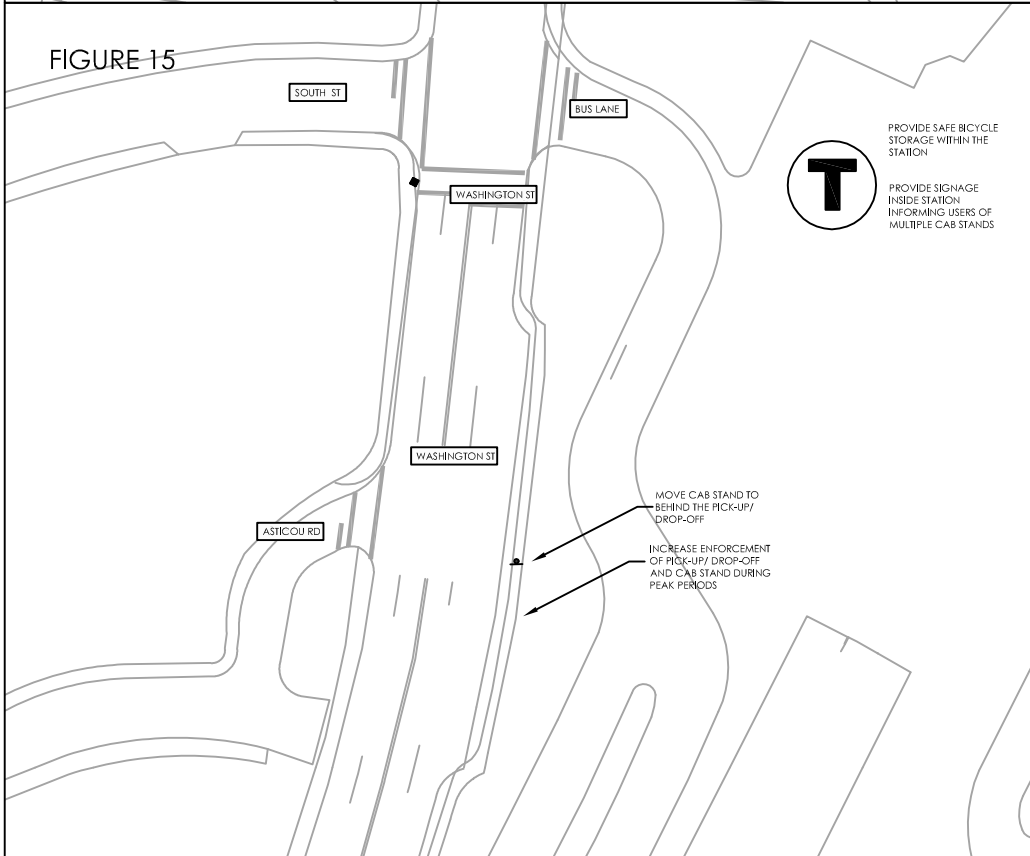 FIGURE 15
SOUTH ST
BUS LANE
PROVIDE SAFE BICYCLE
STORAGE WITHIN THE
STATION
T
PROVIDE SIGNAGE
INSIDE STATION
INFORMING USERS OF
MULTIPLE CAB STANDS
WASHINGTON ST
WASHINGTON ST
MOVE CAB STAND TO
BEHIND THE PICK-UP/
DROP-OFF
ASTICOU RD
INCREASE ENFORCEMENT
OF PICK-UP/ DROP-OFF
AND CAB STAND DURING
PEAK PERIODS